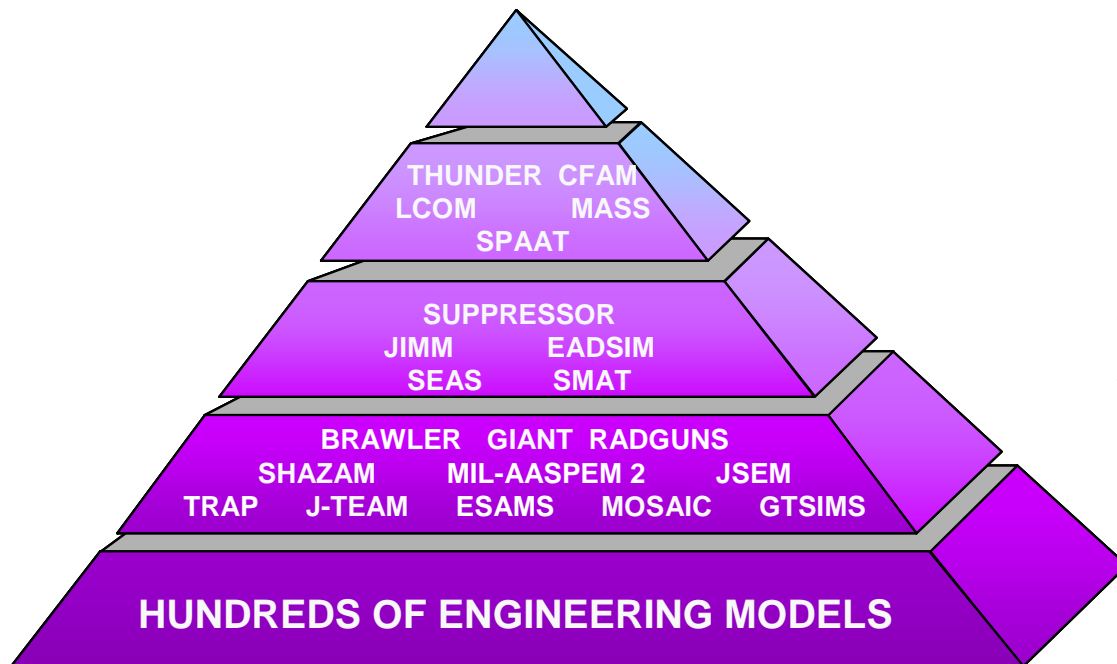 THUNDER CFAM
LCOM MASS
SPAAT
SUPPRESSOR
JIMM EADSIM
SEAS SMAT
BRAWLER GIANT RADGUNS
SHAZAM MIL-AASPEM 2 JSEM
TRAP J-TEAM ESAMS MOSAIC GTSIMS
HUNDREDS OF ENGINEERING MODELS